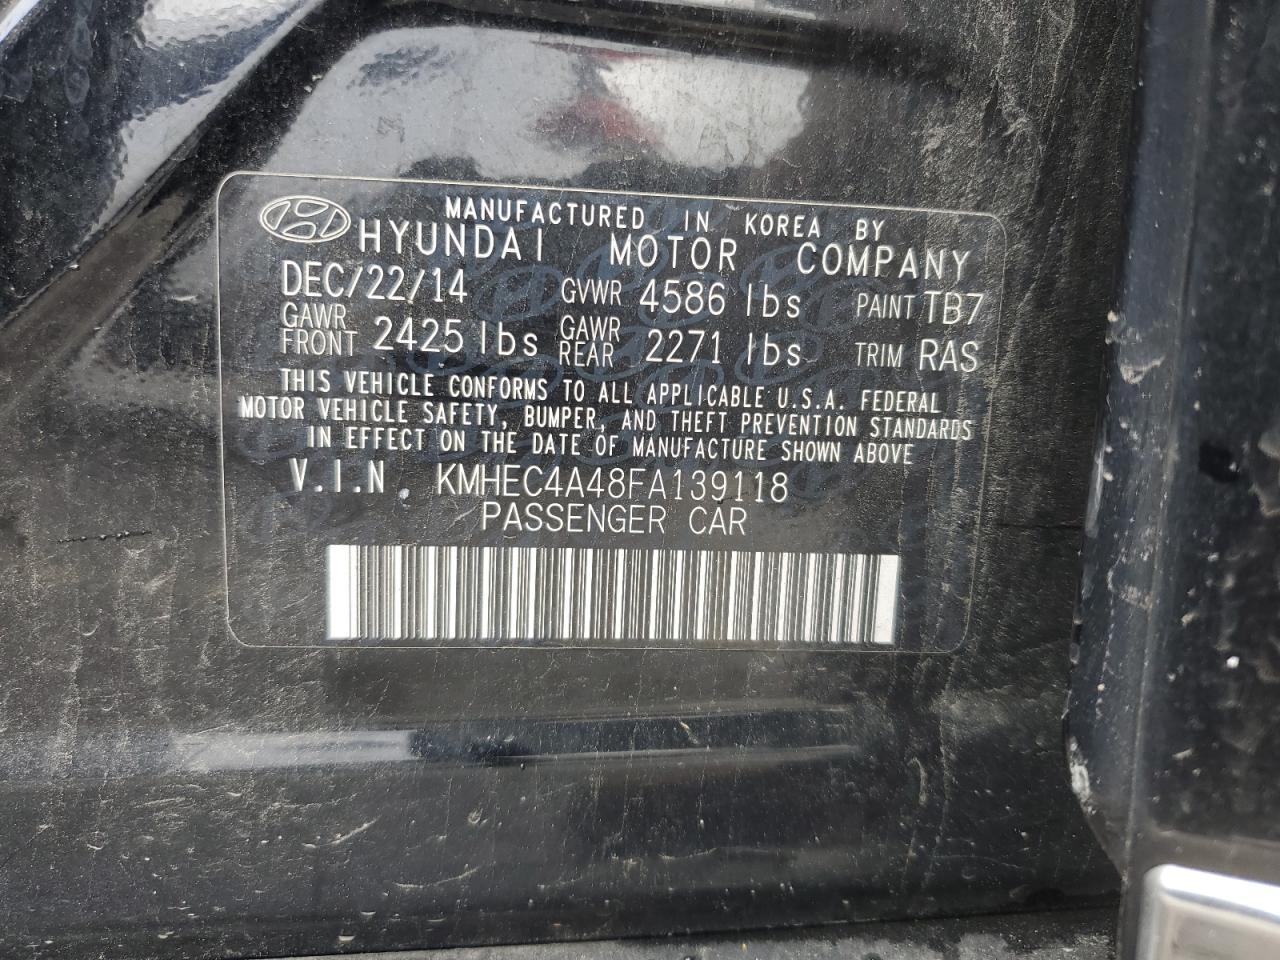 MANUFACTURED IN KOREA BY
HYUNDAI MOTOR COMPANY
DEC/22/14 GVWR 4586 lbs PAINT TB7
GAWR FRONT 2425 lbs GAWR REAR 2271 lbs TRIM RAS
THIS VEHICLE CONFORMS TO ALL APPLICABLE U.S.A. FEDERAL
MOTOR VEHICLE SAFETY, BUMPER, AND THEFT PREVENTION STANDARDS
IN EFFECT ON THE DATE OF MANUFACTURE SHOWN ABOVE
V.I.N KMHEC4A48FA139118
PASSENGER CAR